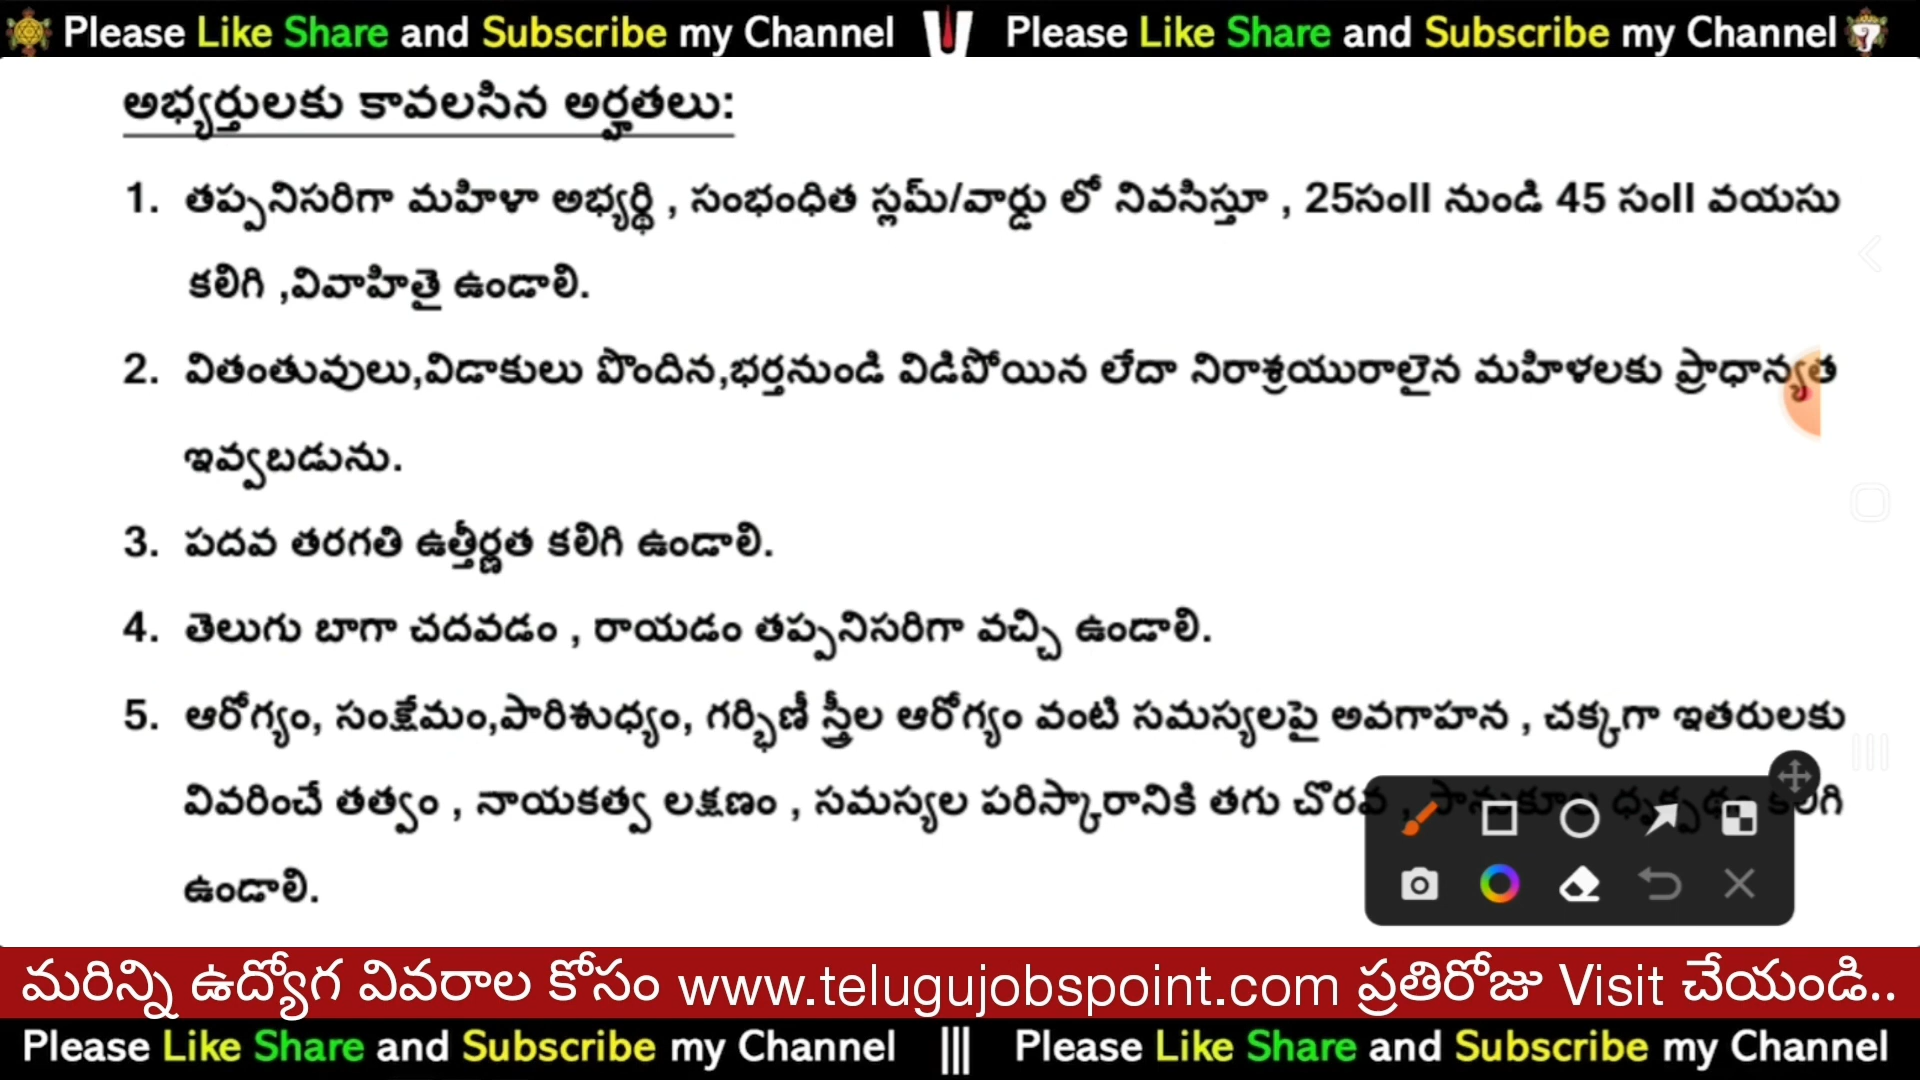 Please Like Share and Subscribe my Channel Please Like Share and Subscribe my Channel
అభ్యర్తులకు కావలసిన అర్హతలు:
1. తప్పనిసరిగా మహిళా అభ్యర్థి , సంభంధిత స్లమ్/వార్డు లో నివసిస్తూ , 25సంll నుండి 45 సంll వయసు
కలిగి ,వివాహితై ఉండాలి.
2. వితంతువులు,విడాకులు పొందిన,భర్తనుండి విడిపోయిన లేదా నిరాశ్రయురాలైన మహిళలకు ప్రాధాన్యత
ఇవ్వబడును.
3. పదవ తరగతి ఉత్తీర్ణత కలిగి ఉండాలి.
4. తెలుగు బాగా చదవడం , రాయడం తప్పనిసరిగా వచ్చి ఉండాలి.
5. ఆరోగ్యం, సంక్షేమం,పారిశుధ్యం, గర్భిణీ స్త్రీల ఆరోగ్యం వంటి సమస్యలపై అవగాహన , చక్కగా ఇతరులకు
వివరించే తత్వం , నాయకత్వ లక్షణం , సమస్యల పరిస్కారానికి తగు చొరవ , కలిగి
ఉండాలి.
మరిన్ని ఉద్యోగ వివరాల కోసం www.telugujobspoint.com ప్రతిరోజు Visit చేయండి..
Please Like Share and Subscribe my Channel ||| Please Like Share and Subscribe my Channel